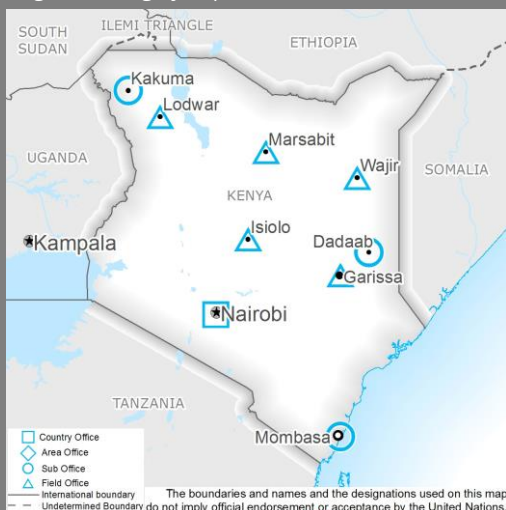 ILEMI TRIANGLE
SOUTH
SUDAN
ETHIOPIA
Kakuma
Lodwar
Marsabit
UGANDA
Wajir
SOMALIA
KENYA
Isiolo
Kampala
Dadaab
Garissa
Nairobi
TANZANIA
Mombasa
Country Office
Area Office
Sub Office
Field Office
International boundary
Undetermined Boundary
The boundaries and names and the designations used on this map
do not imply official endorsement or acceptance by the United Nations.